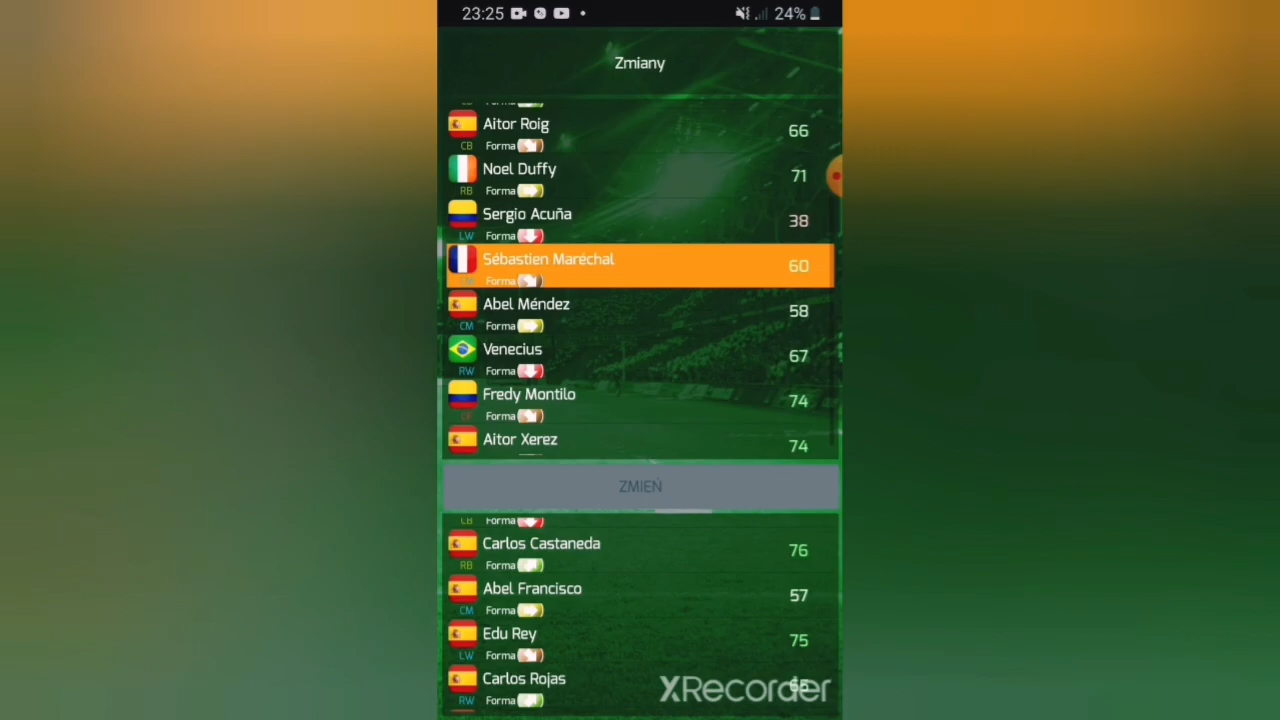 23:25
24%
Zmiany
Aitor Roig
66
CB Forma
Noel Duffy
71
RB Forma
Sergio Acuña
38
LW Forma
Sébastien Maréchal
60
Forma
Abel Méndez
58
CM Forma
Venecius
67
RW Forma
Fredy Montilo
74
Forma
Aitor Xerez
74
ZMIEŃ
CB Forma
Carlos Castaneda
76
RB Forma
Abel Francisco
57
CM Forma
Edu Rey
75
LW Forma
Carlos Rojas
65
RW Forma
XRecorder